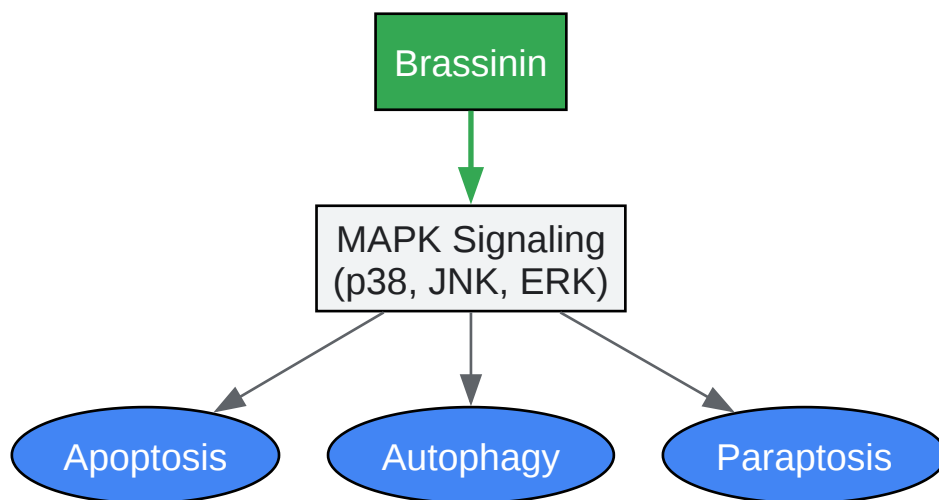 Brassinin
MAPK Signaling
(p38, JNK, ERK)
Apoptosis
Autophagy
Paraptosis